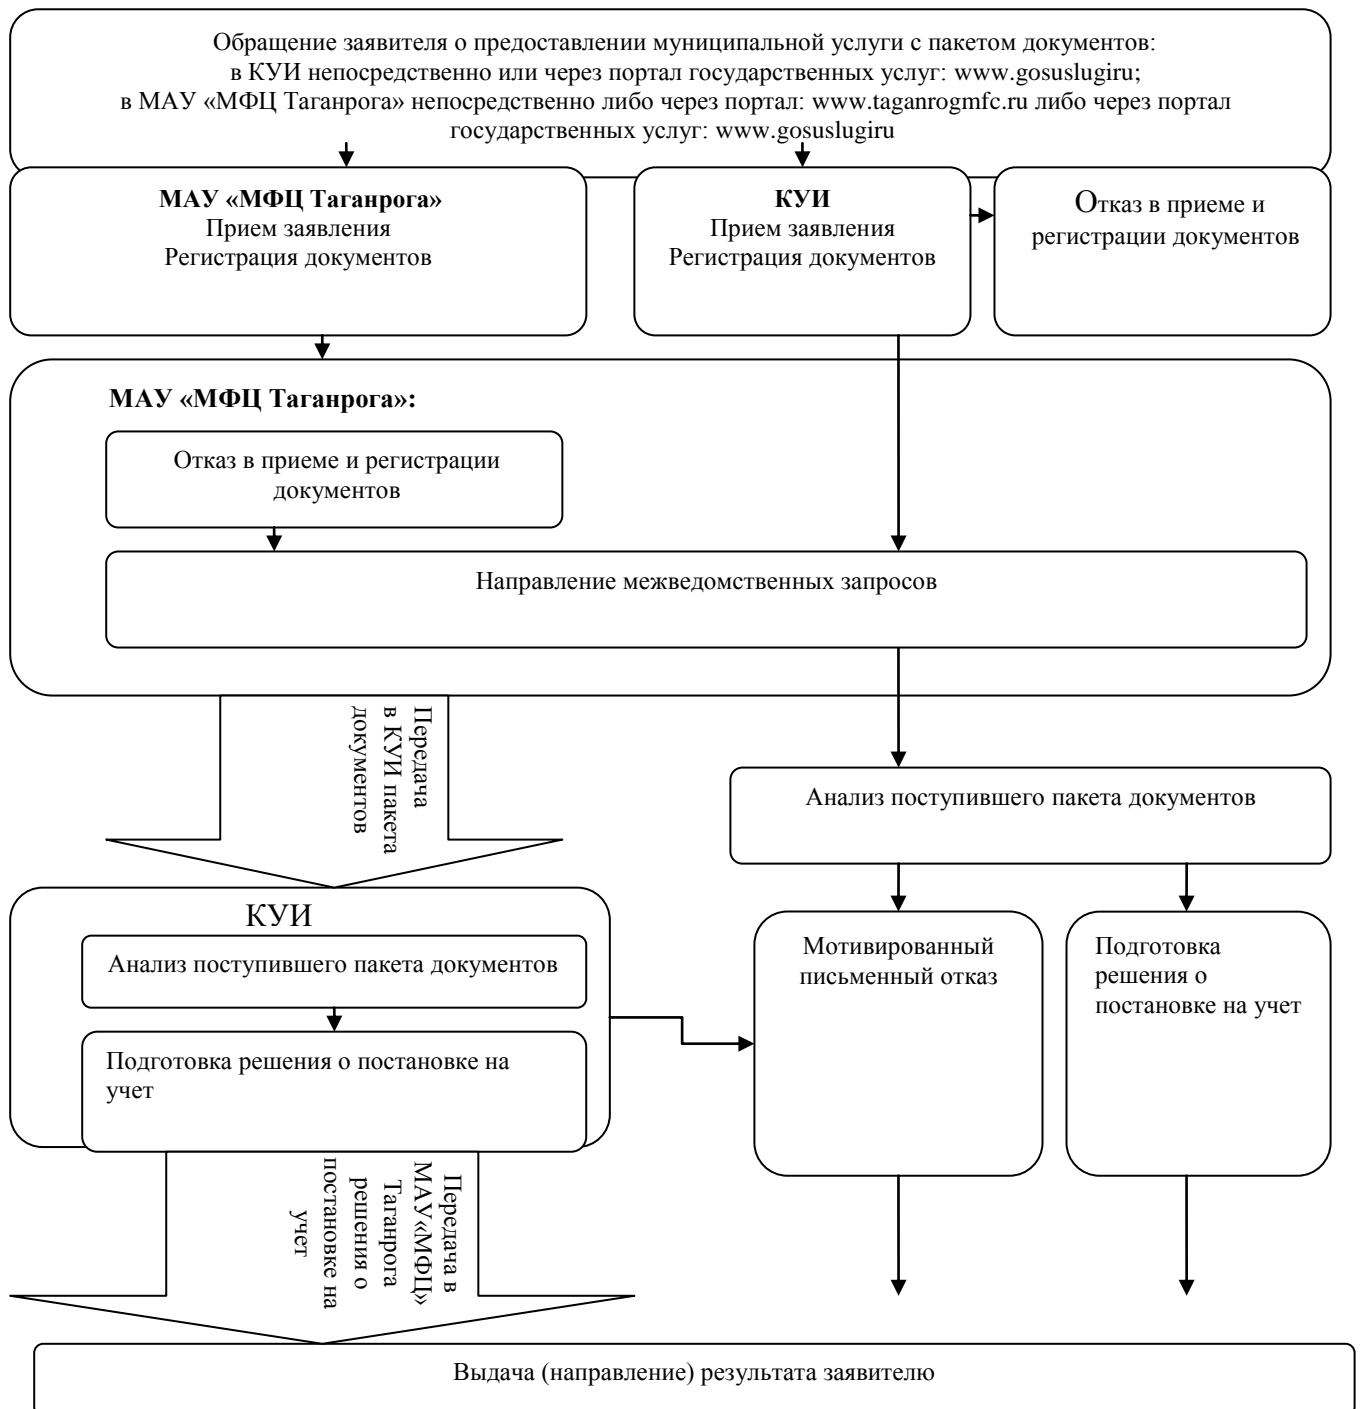 Обращение заявителя о предоставлении муниципальной услуги с пакетом документов:
в КУИ непосредственно или через портал государственных услуг: www.gosuslugiru;
в МАУ «МФЦ Таганрога» непосредственно либо через портал: www.taganrogmfc.ru либо через портал
государственных услуг: www.gosuslugiru
МАУ «МФЦ Таганрога»
Прием заявления
Регистрация документов
КУИ
Прием заявления
Регистрация документов
Отказ в приеме и
регистрации документов
МАУ «МФЦ Таганрога»:
Отказ в приеме и регистрации
документов
Направление межведомственных запросов
Передача
в КУИ пакета
документов
Анализ поступившего пакета документов
КУИ
Анализ поступившего пакета документов
Подготовка решения о постановке на
учет
Мотивированный
письменный отказ
Подготовка
решения о
постановке на учет
Передача в
МАУ«МФЦ»
Таганрога
решения о
постановке на
учет
Выдача (направление) результата заявителю